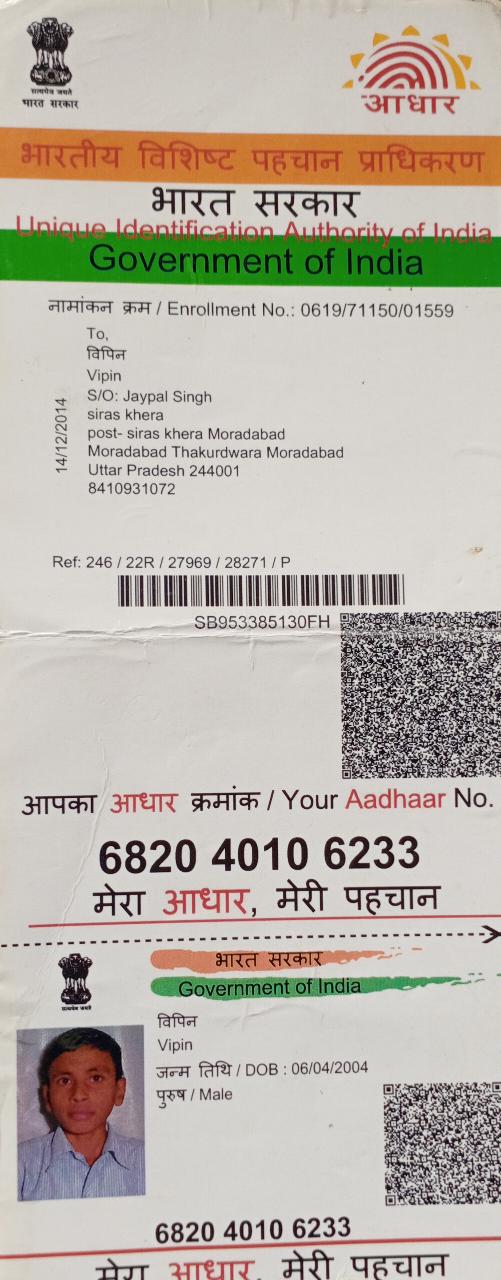 सत्यमेव जयते
भारत सरकार
आधार
भारतीय विशिष्ट पहचान प्राधिकरण
भारत सरकार
Unique Identification Authority of India
Government of India
नामांकन क्रम / Enrollment No.: 0619/71150/01559
To,
विपिन
Vipin
S/O: Jaypal Singh
siras khera
post- siras khera Moradabad
Moradabad Thakurdwara Moradabad
Uttar Pradesh 244001
8410931072
14/12/2014
Ref: 246 / 22R / 27969 / 28271 / P
SB953385130FH
आपका आधार क्रमांक / Your Aadhaar No.
6820 4010 6233
मेरा आधार, मेरी पहचान
सत्यमेव जयते
भारत सरकार
Government of India
विपिन
Vipin
जन्म तिथि / DOB : 06/04/2004
पुरुष / Male
6820 4010 6233
मेरा आधार, मेरी पहचान